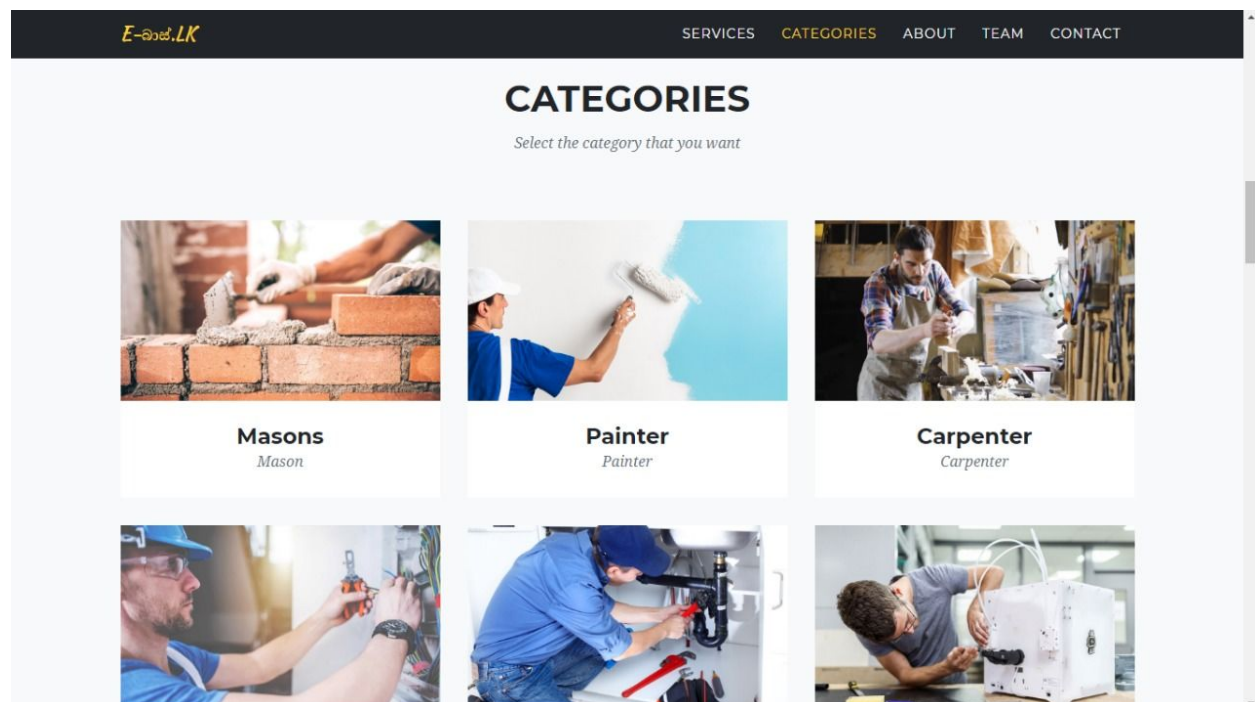 E-බාස්.LK
SERVICES CATEGORIES ABOUT TEAM CONTACT
CATEGORIES
Select the category that you want
Masons
Mason
Painter
Painter
Carpenter
Carpenter